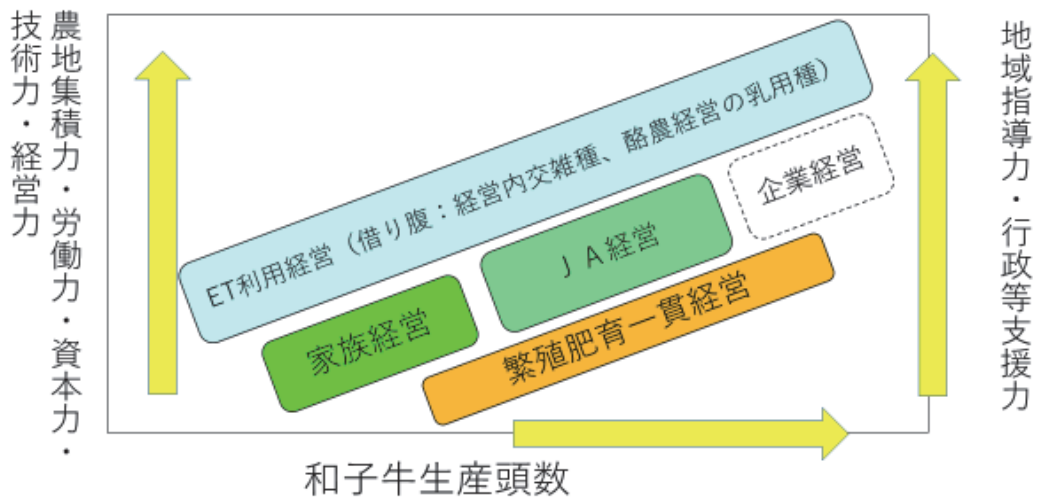 農地集積力・労働力・資本力・
技術力・経営力
地域指導力・行政等支援力
ET利用経営（借り腹：経営内交雑種、酪農経営の乳用種）
企業経営
ＪＡ経営
家族経営
繁殖肥育一貫経営
和子牛生産頭数